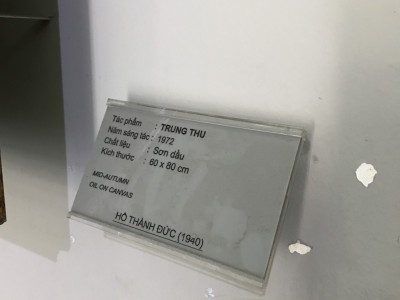 Tác phẩm : TRUNG THU
Năm sáng tác : 1972
Chất liệu : Sơn dầu
Kích thước : 60 x 80 cm
MID-AUTUMN
OIL ON CANVAS
HỒ THÀNH ĐỨC (1940)